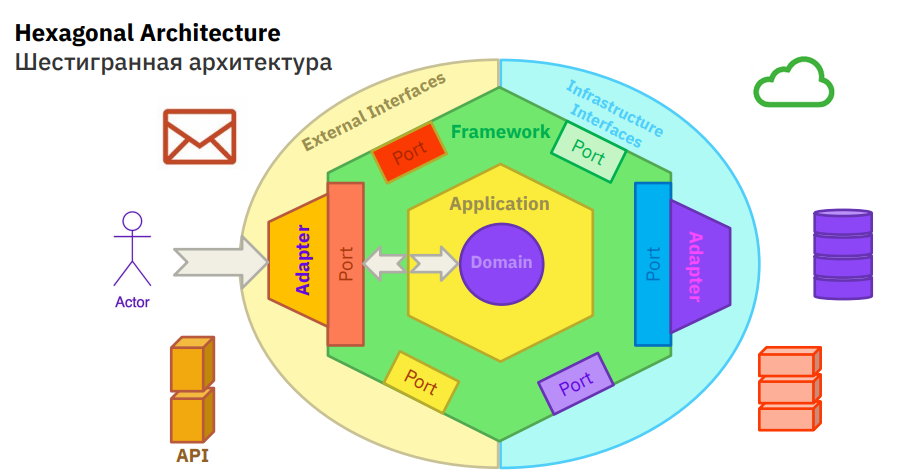 Hexagonal Architecture
Шестигранная архитектура
External Interfaces
Infrastructure
Interfaces
Framework
Port
Port
Application
Adapter
Port
Domain
Port
Adapter
Actor
Port
Port
API